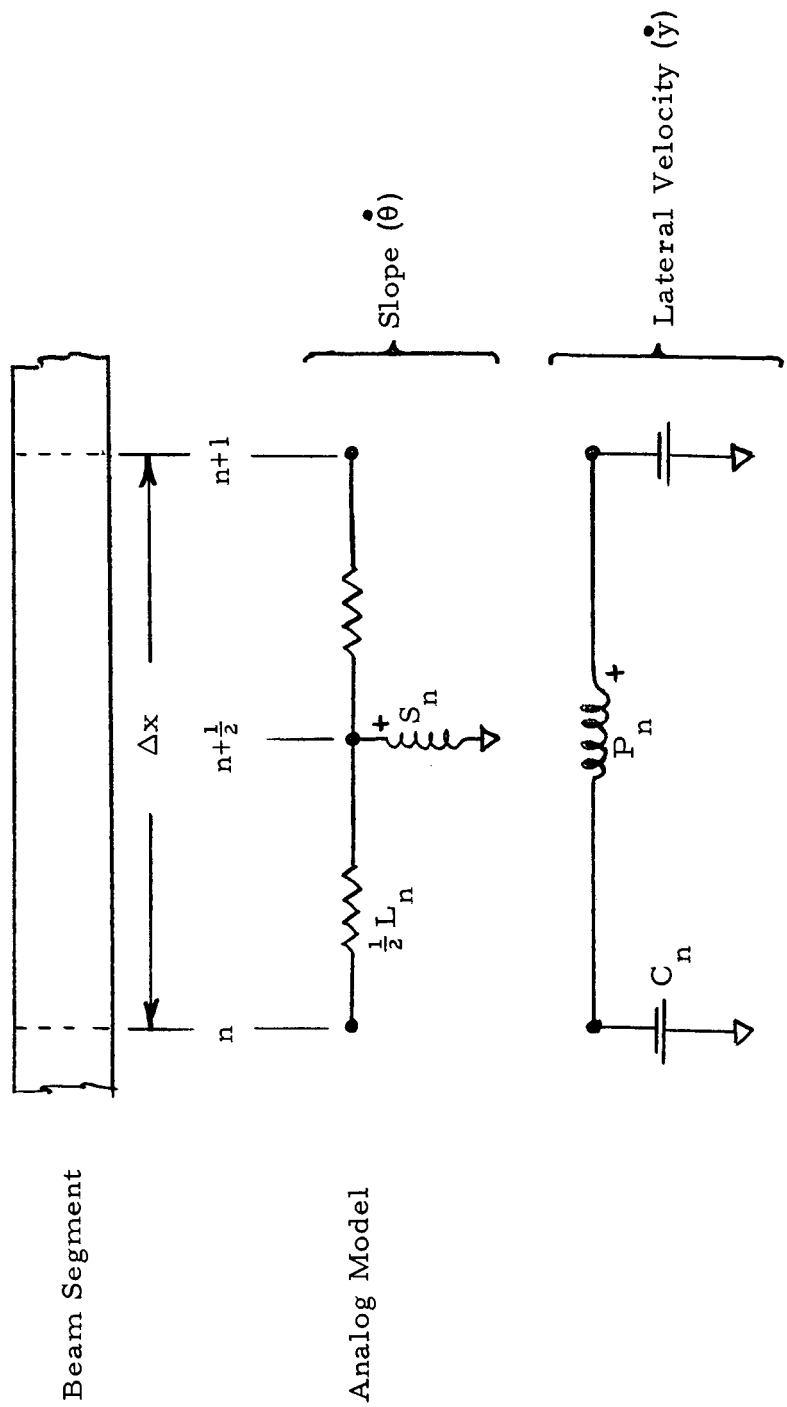 Beam Segment
Δx
n
n+½
n+1
Analog Model
½ L_n
+
S_n
Slope (θ̇)
P_n
+
C_n
Lateral Velocity (ẏ)